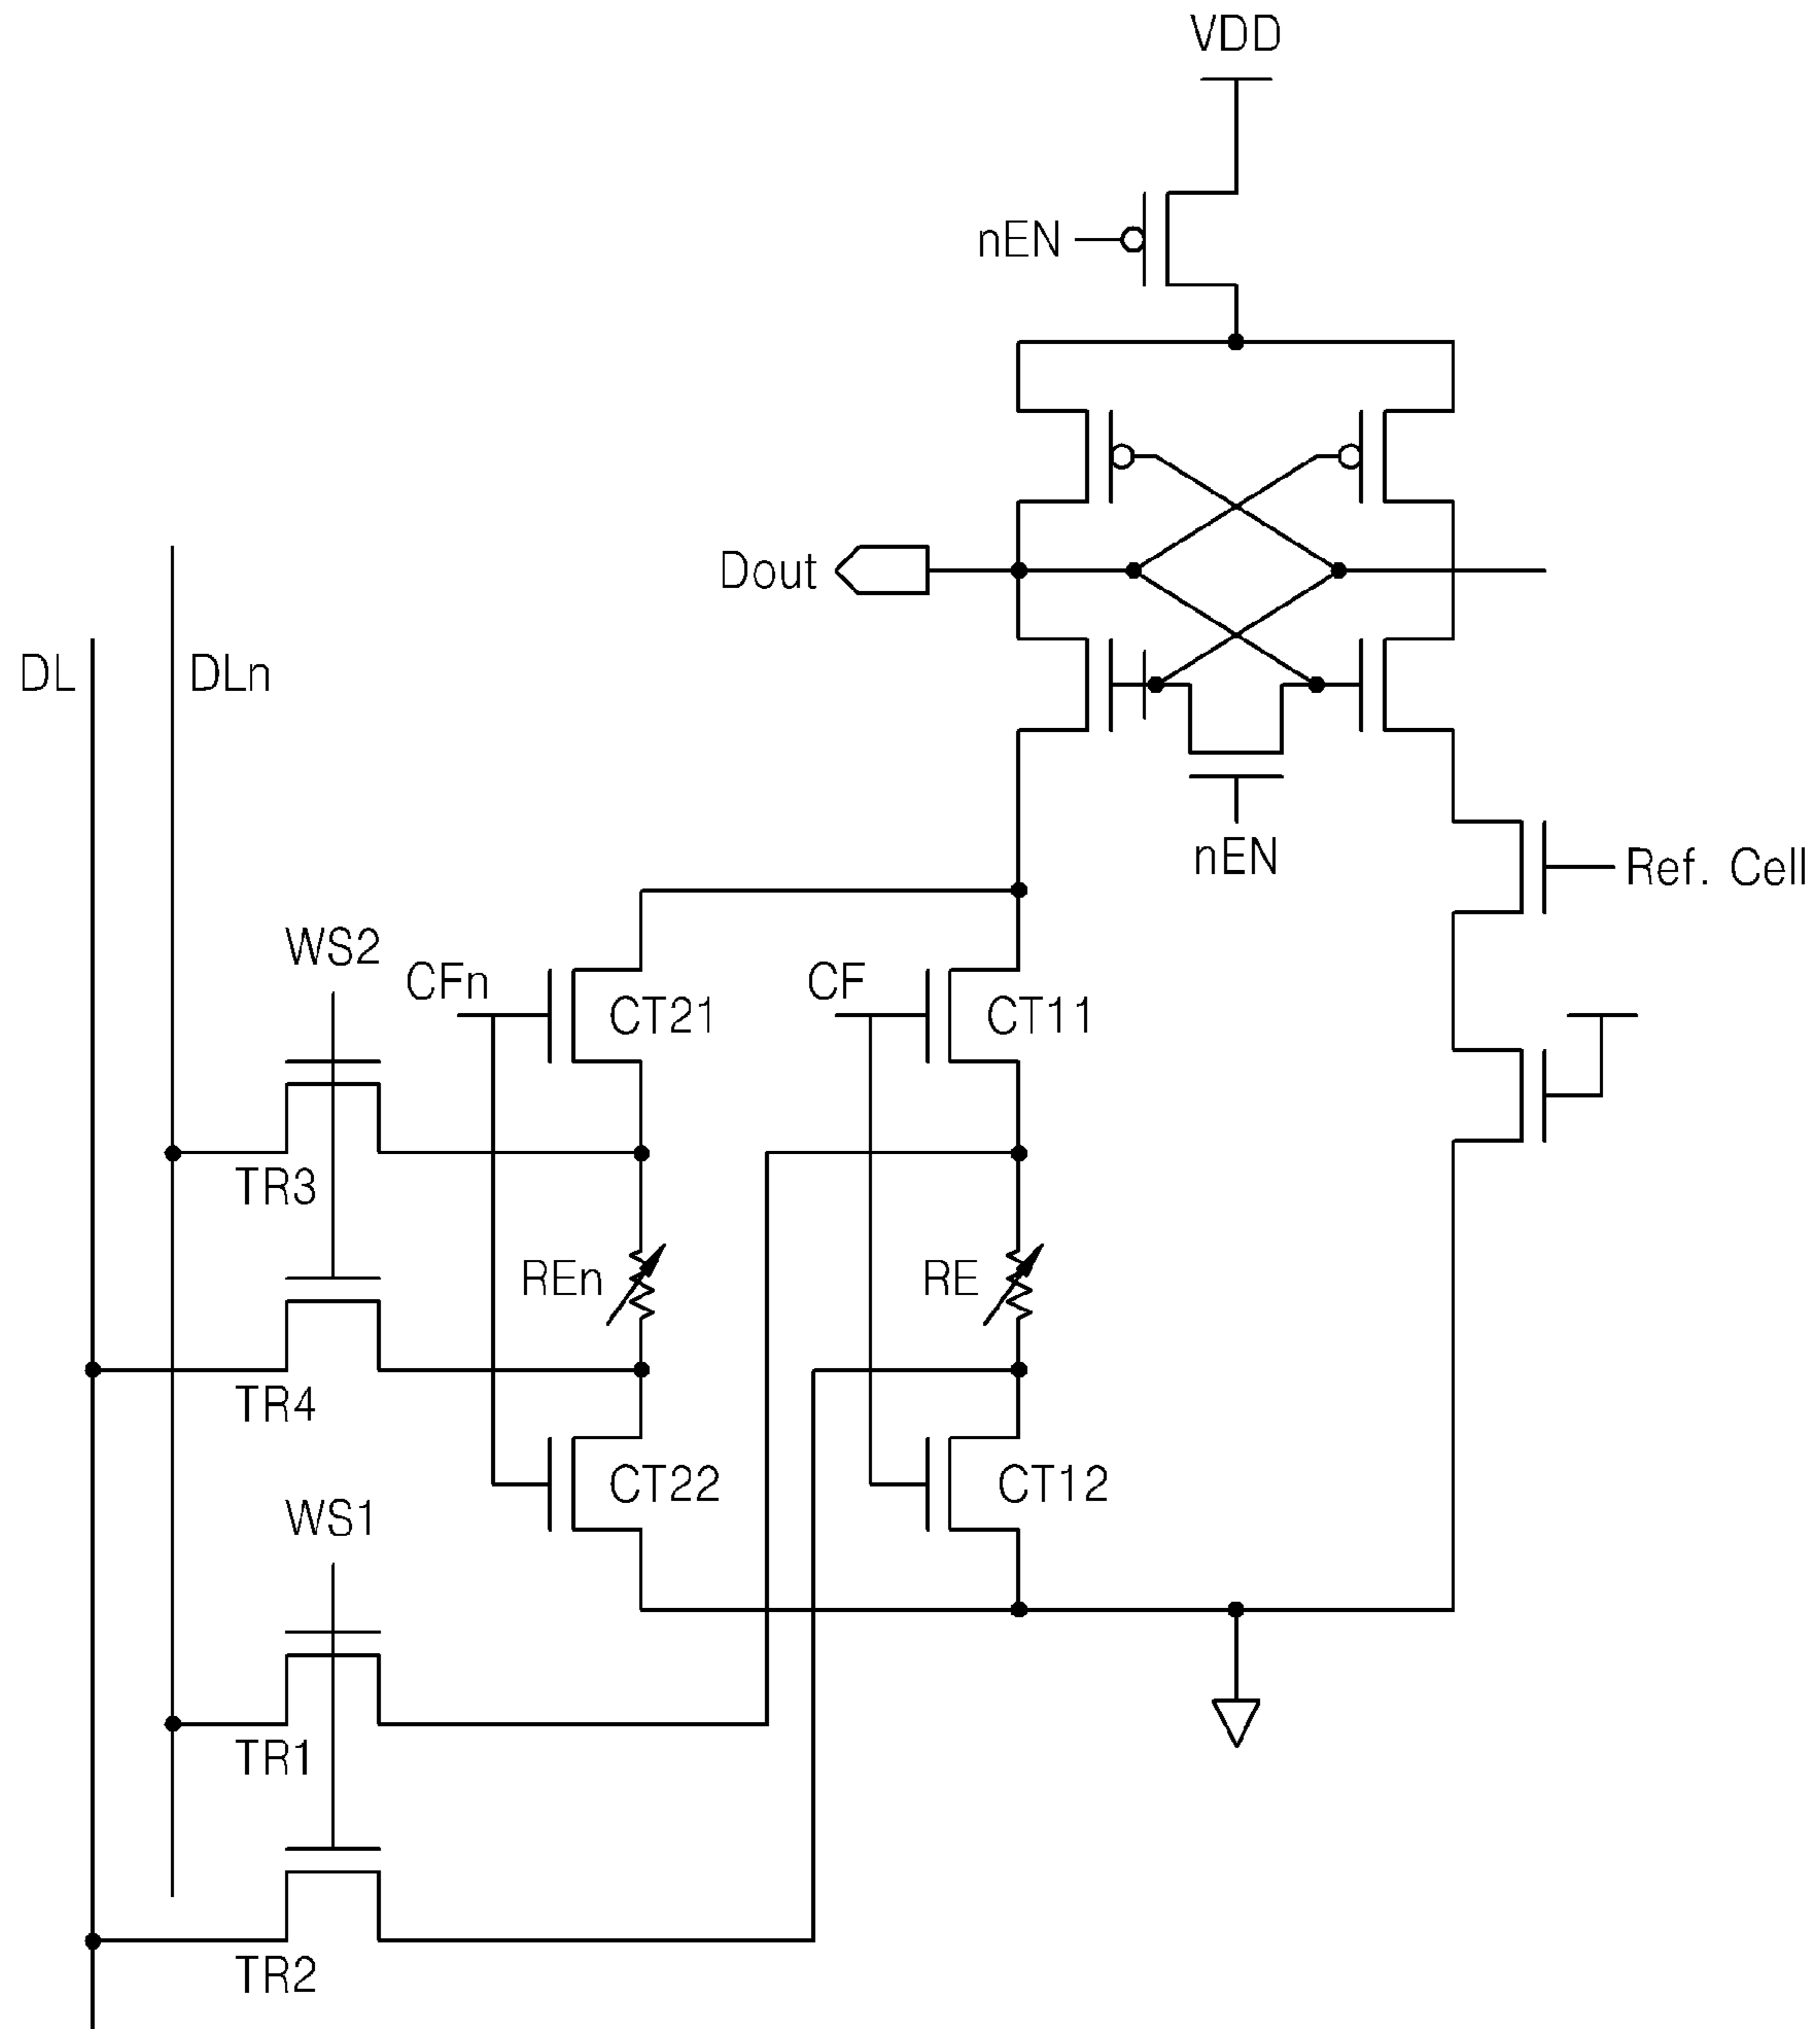 VDD
nEN
Dout
DL
DLn
nEN
Ref. Cell
WS2
CFn
CF
CT21
CT11
TR3
REn
RE
TR4
CT22
CT12
WS1
TR1
TR2